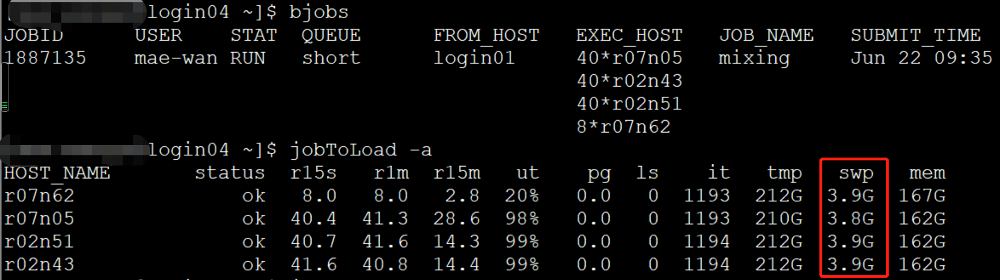 login04 ~]$ bjobs
JOBID USER STAT QUEUE FROM_HOST EXEC_HOST JOB_NAME SUBMIT_TIME
1887135 mae-wan RUN short login01 40*r07n05 mixing Jun 22 09:35
40*r02n43
40*r02n51
8*r07n62
login04 ~]$ jobToLoad -a
HOST_NAME status r15s r1m r15m ut pg ls it tmp swp mem
r07n62 ok 8.0 8.0 2.8 20% 0.0 0 1193 212G 3.9G 167G
r07n05 ok 40.4 41.3 28.6 98% 0.0 0 1193 210G 3.8G 162G
r02n51 ok 40.7 41.6 14.3 99% 0.0 0 1194 212G 3.9G 162G
r02n43 ok 41.6 40.8 14.4 99% 0.0 0 1194 212G 3.9G 162G